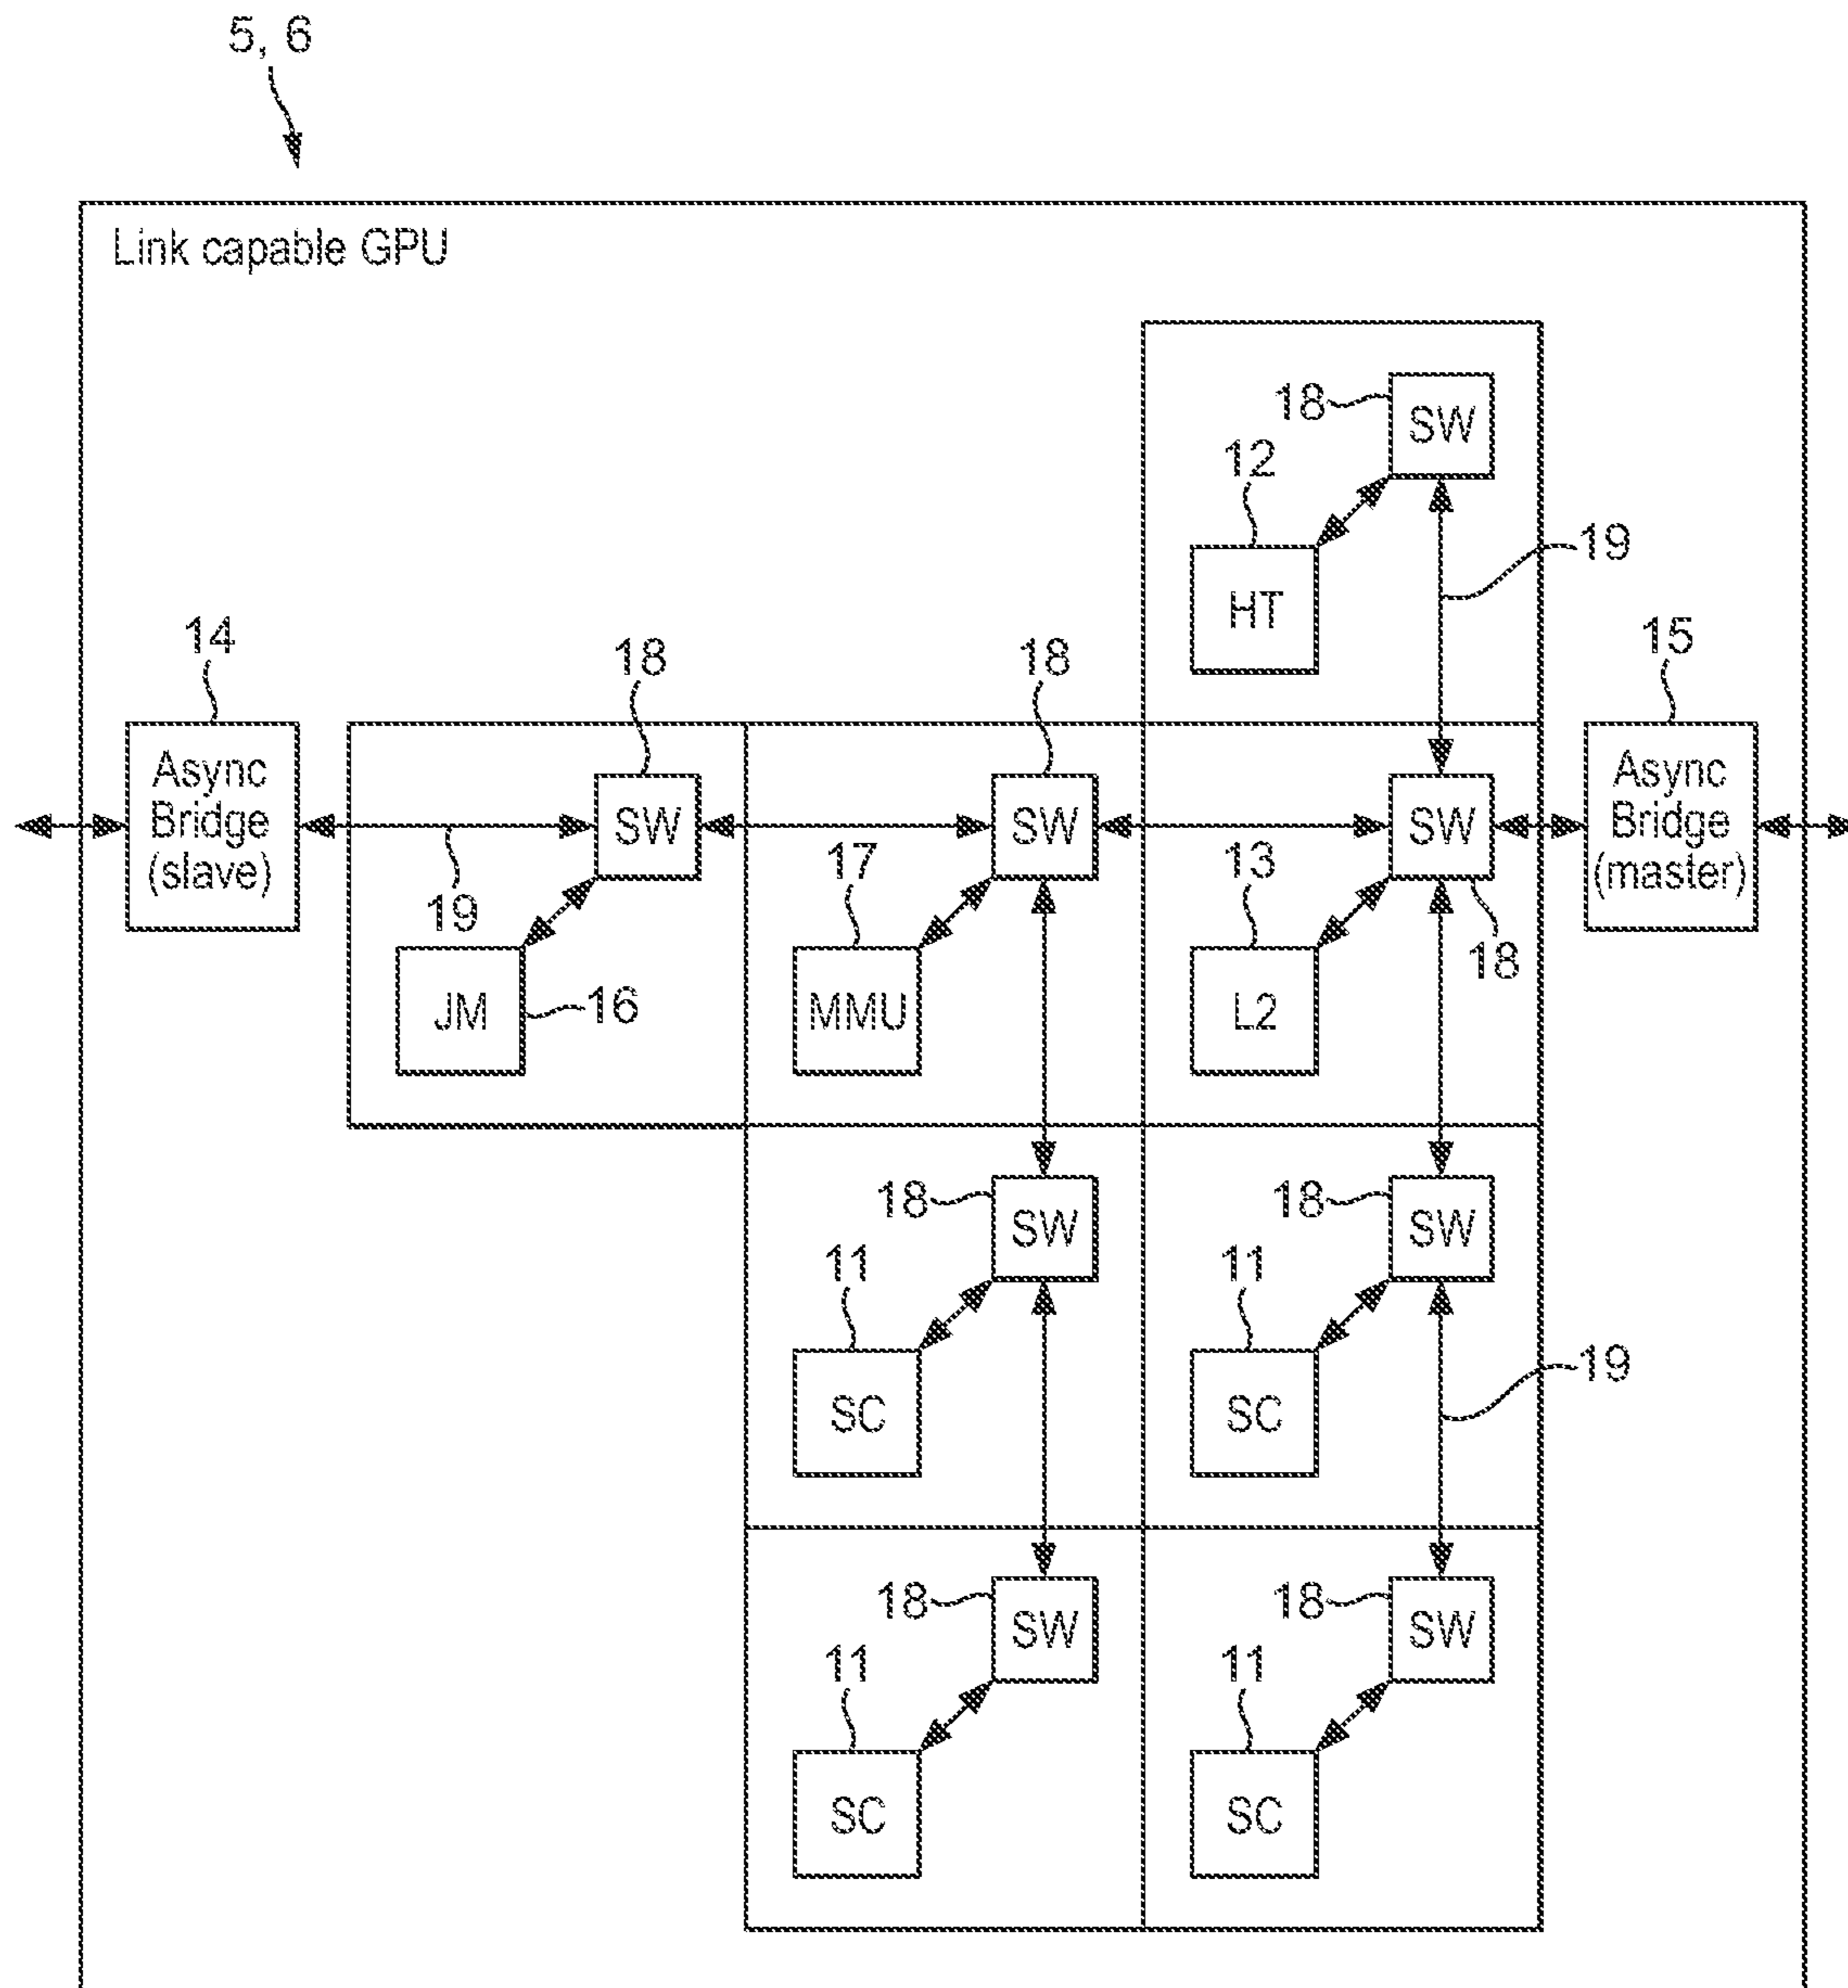 5, 6
Link capable GPU
18
SW
12
HT
19
14
Async
Bridge
(slave)
18
SW
19
JM
16
18
SW
17
MMU
SW
13
18
L2
15
Async
Bridge
(master)
18
SW
11
SC
18
SW
11
SC
19
18
SW
11
SC
18
SW
11
SC